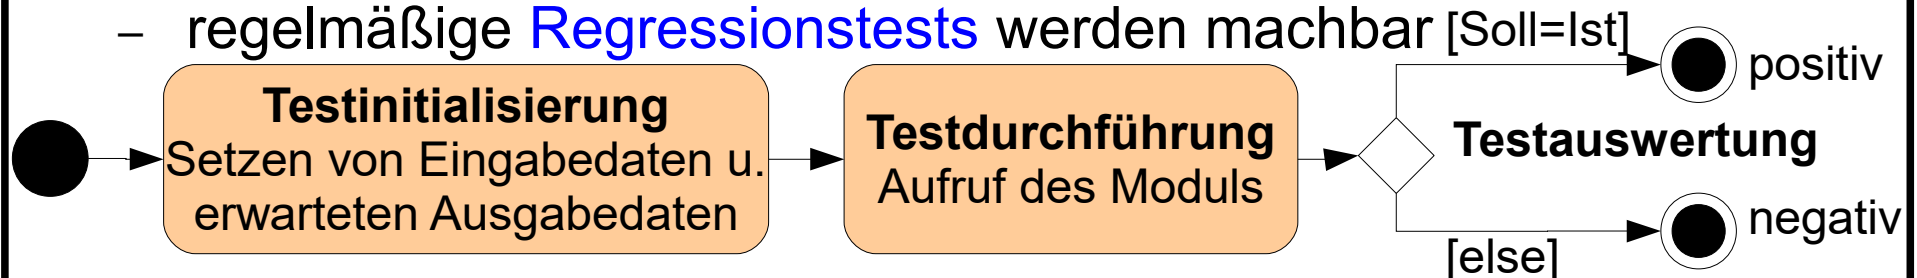 – regelmäßige Regressionstests werden machbar
[Soll=Ist]
positiv
Testinitialisierung
Setzen von Eingabedaten u.
erwarteten Ausgabedaten
Testdurchführung
Aufruf des Moduls
Testauswertung
negativ
[else]